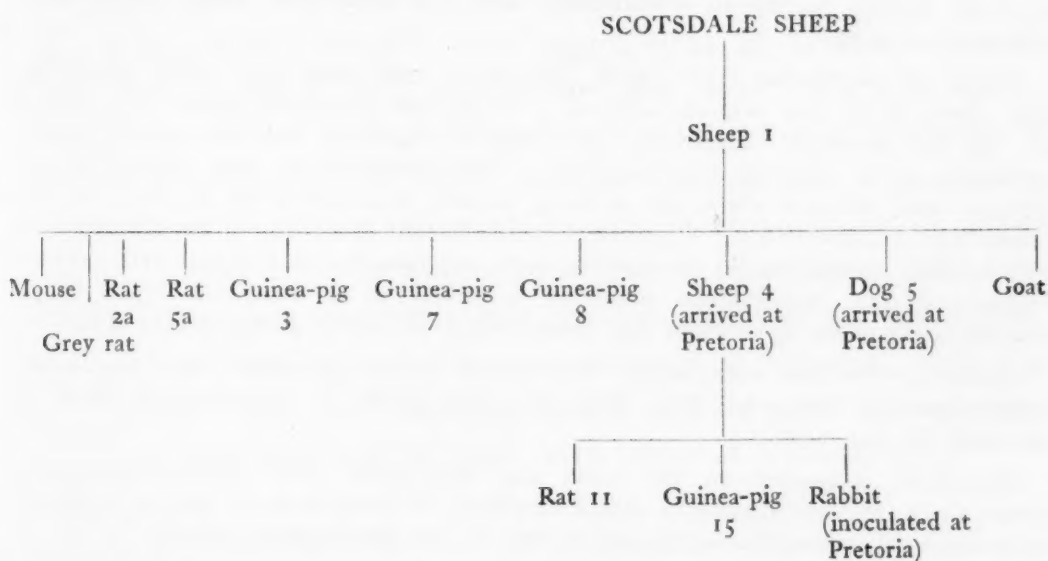 SCOTSDALE SHEEP
Sheep 1
Mouse Rat Rat Guinea-pig Guinea-pig Guinea-pig Sheep 4 Dog 5 Goat
2a 5a 3 7 8 (arrived at (arrived at
Grey rat Pretoria) Pretoria)
Rat 11 Guinea-pig Rabbit
15 (inoculated at
Pretoria)